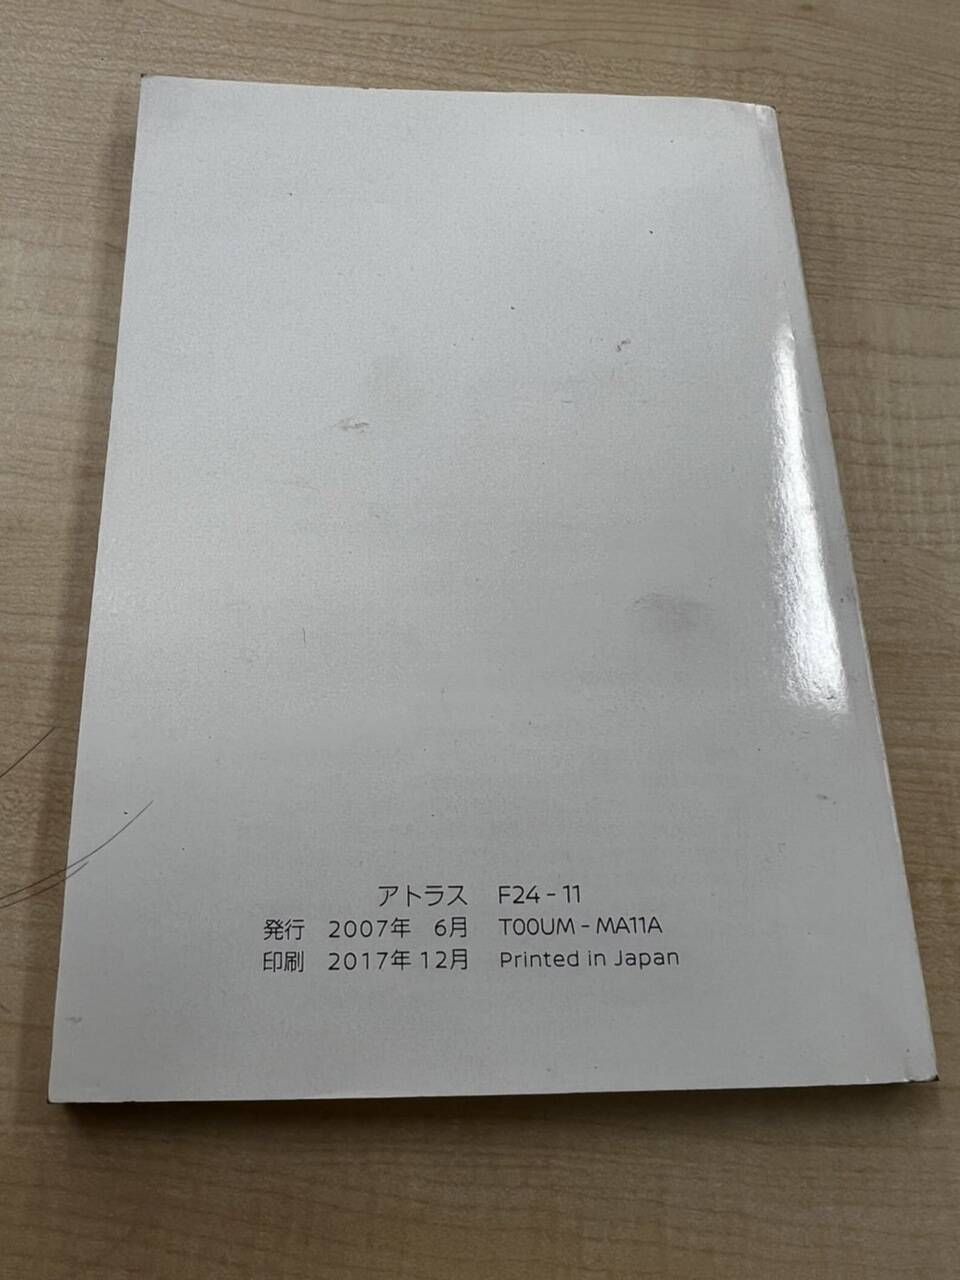 アトラス F24-11
発行 2007年 6月 T00UM-MA11A
印刷 2017年 12月 Printed in Japan